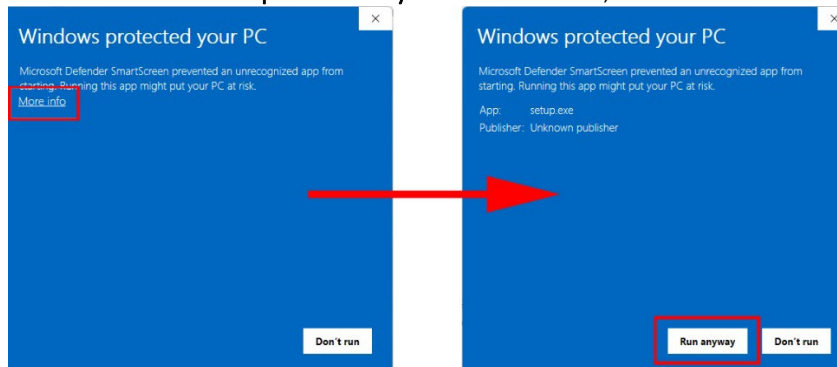 Windows protected your PC
Microsoft Defender SmartScreen prevented an unrecognized app from
starting. Running this app might put your PC at risk.
More info
Don't run
Windows protected your PC
Microsoft Defender SmartScreen prevented an unrecognized app from
starting. Running this app might put your PC at risk.
App: setup.exe
Publisher: Unknown publisher
Run anyway Don't run